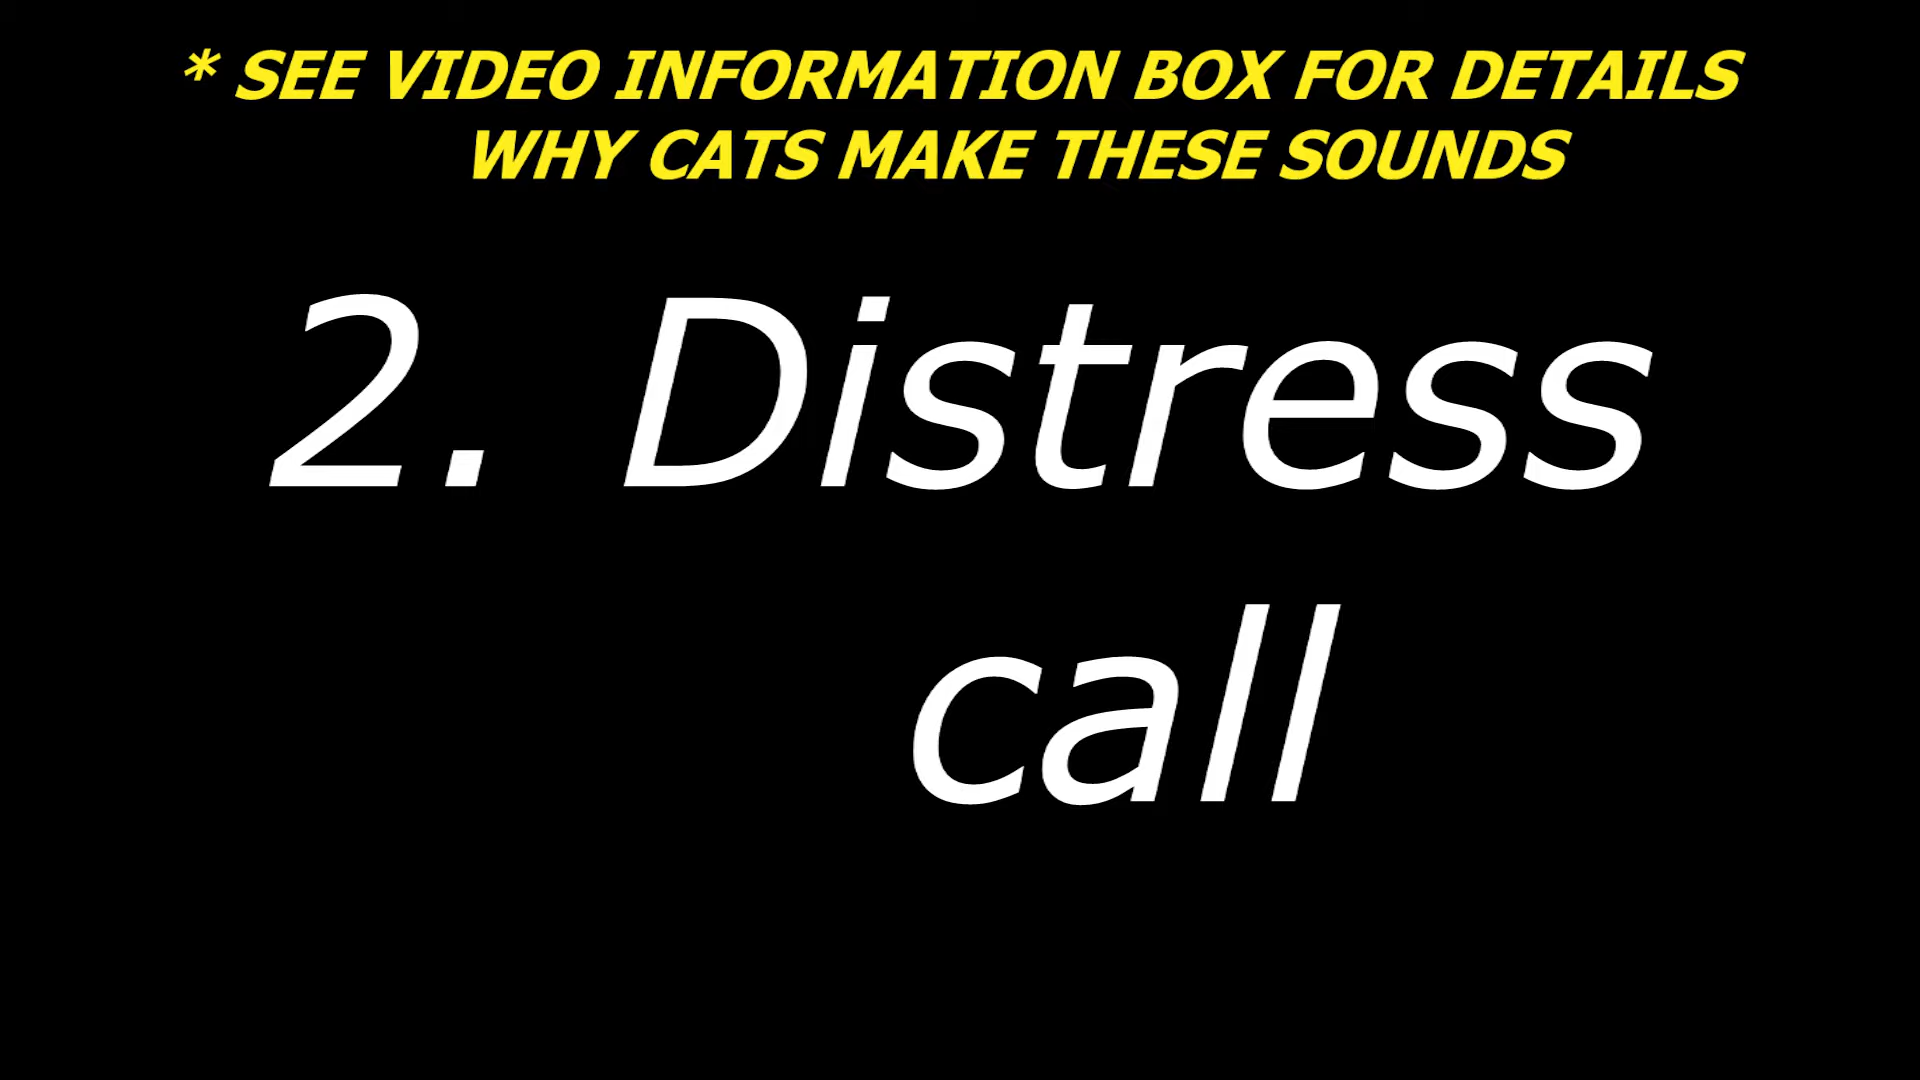 * SEE VIDEO INFORMATION BOX FOR DETAILS
WHY CATS MAKE THESE SOUNDS
2. Distress
call